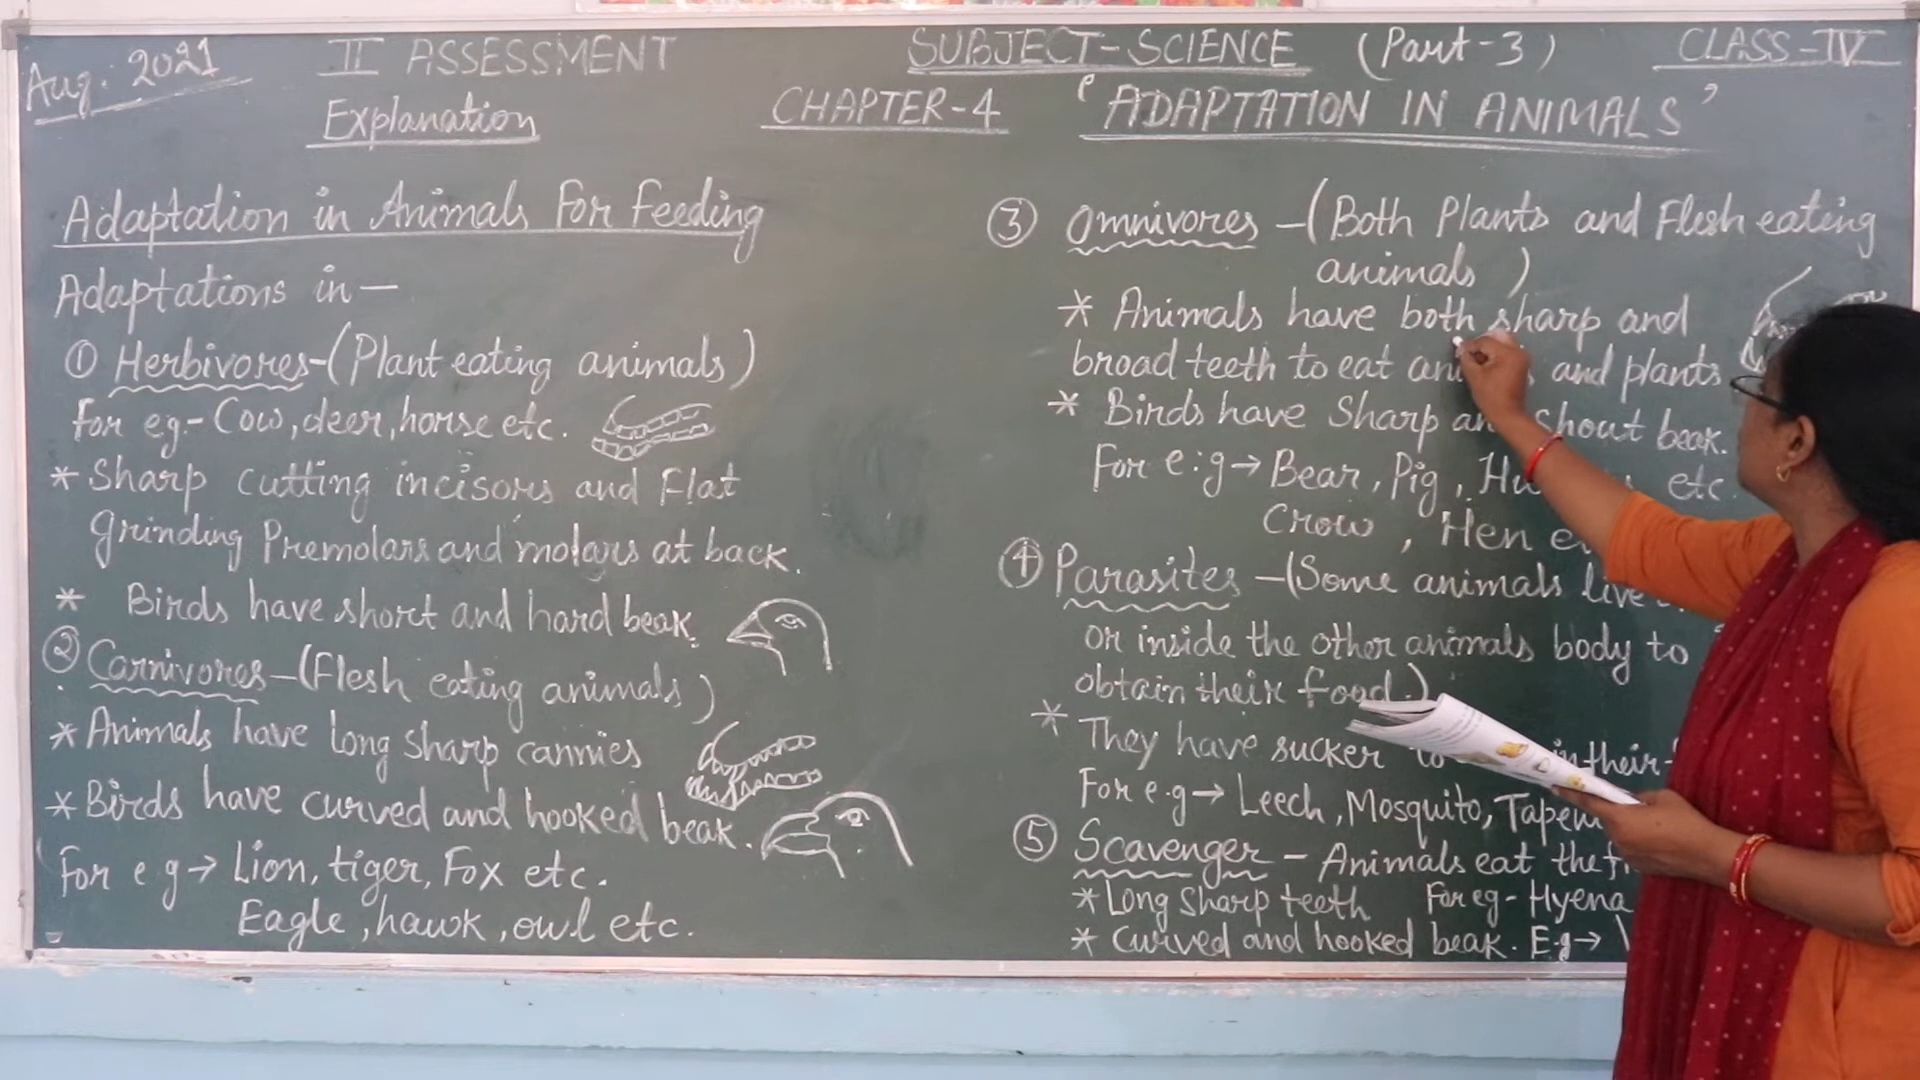 Aug. 2021
II ASSESSMENT
SUBJECT-SCIENCE (Part-3)
CLASS-IV
Explanation
CHAPTER-4 'ADAPTATION IN ANIMALS'
Adaptation in Animals For Feeding
Adaptations in—
① Herbivores-(Plant eating animals)
For eg.- Cow, deer, horse etc.
* Sharp cutting incisors and Flat
grinding Premolars and molars at back.
* Birds have short and hard beak.
② Carnivores-(Flesh eating animals)
* Animals have long sharp cannies
* Birds have curved and hooked beak.
For e g → Lion, tiger, Fox etc.
Eagle, hawk, owl etc.
③ Omnivores -(Both Plants and Flesh eating
animals)
* Animals have both sharp and
broad teeth to eat and plants
* Birds have Sharp shout beak.
For e:g → Bear, Pig, etc
Crow, Hen
④ Parasites -(Some animals live
or inside the other animals body to
obtain their food.)
* They have sucker their
For e.g → Leech, Mosquito,
⑤ Scavenger - Animals eat the
* Long Sharp teeth For eg- Hyena
* Curved and hooked beak. E.g →